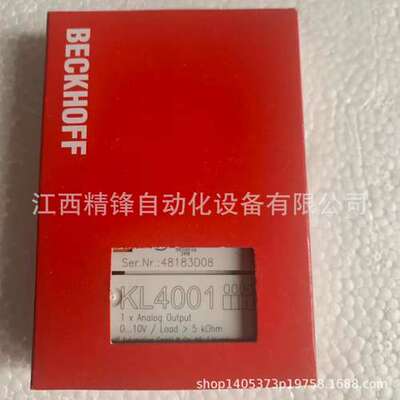 BECKHOFF
江西精锋自动化设备有限公司
Ser.Nr.:48183D08
KL4001
1 x Analog Output
0...10V / Load > 5 kOhm
shop1405373p19758.1688.com